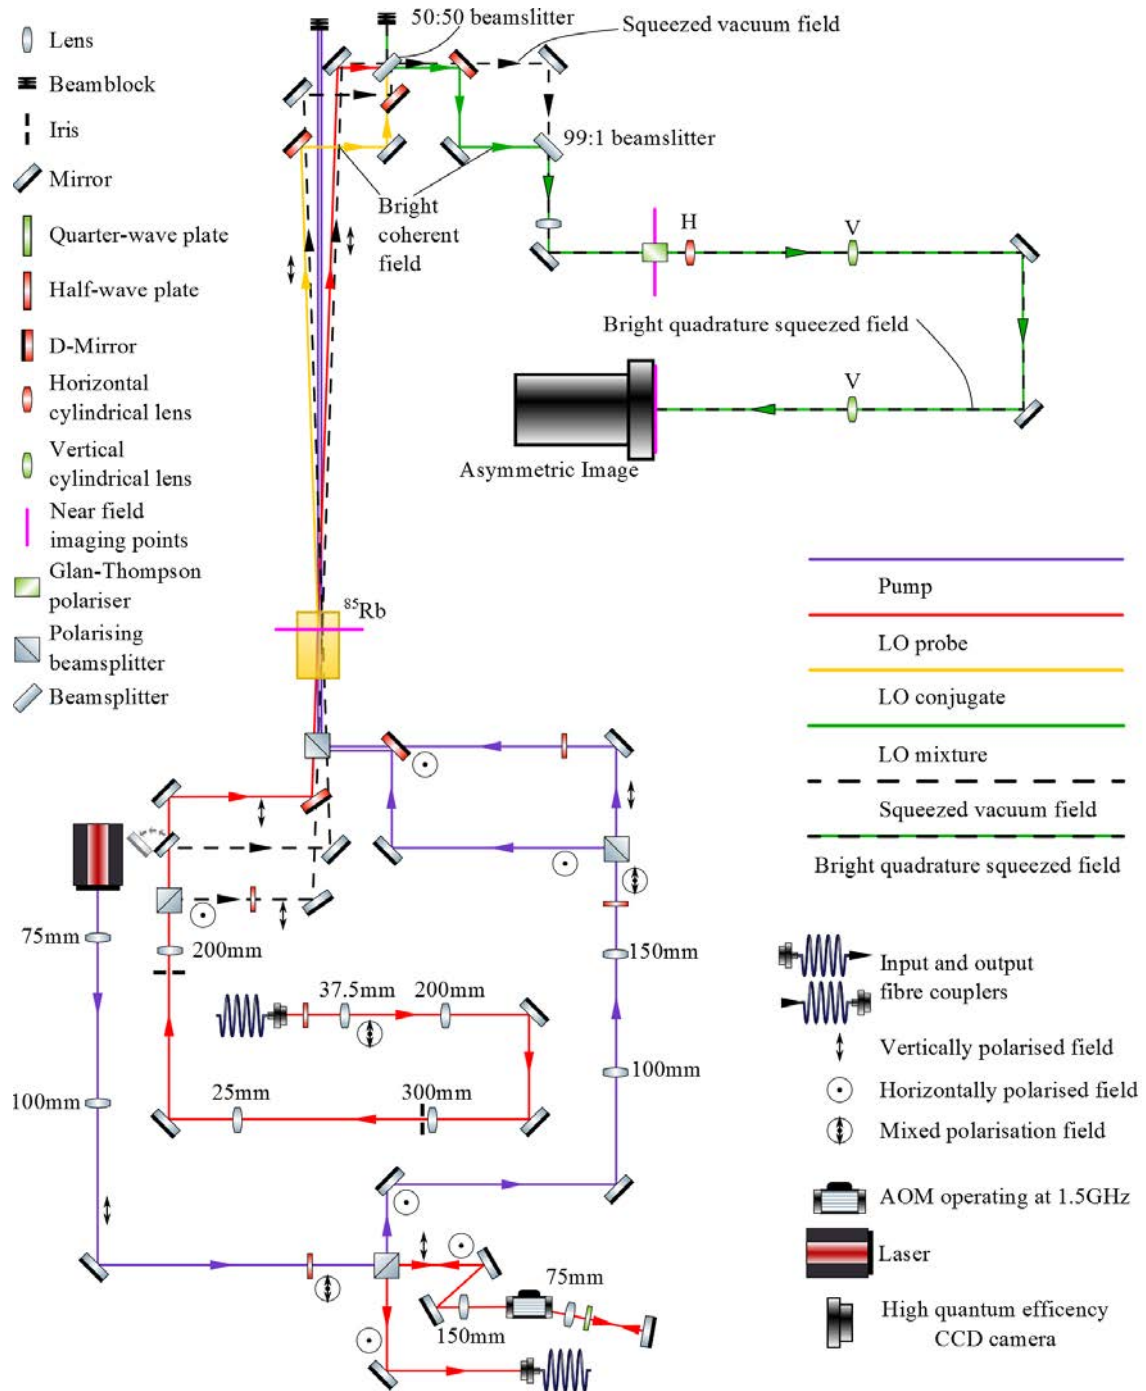 Lens
Beamblock
Iris
Mirror
Quarter-wave plate
Half-wave plate
D-Mirror
Horizontal
cylindrical lens
Vertical
cylindrical lens
Near field
imaging points
Glan-Thompson
polariser
Polarising
beamsplitter
Beamsplitter
50:50 beamslitter
Squeezed vacuum field
99:1 beamslitter
Bright
coherent
field
H
V
Bright quadrature squeezed field
V
Asymmetric Image
85Rb
Pump
LO probe
LO conjugate
LO mixture
Squeezed vacuum field
Bright quadrature squeezed field
75mm
200mm
150mm
37.5mm
200mm
100mm
100mm
25mm
300mm
75mm
150mm
Input and output
fibre couplers
Vertically polarised field
Horizontally polarised field
Mixed polarisation field
AOM operating at 1.5GHz
Laser
High quantum efficency
CCD camera